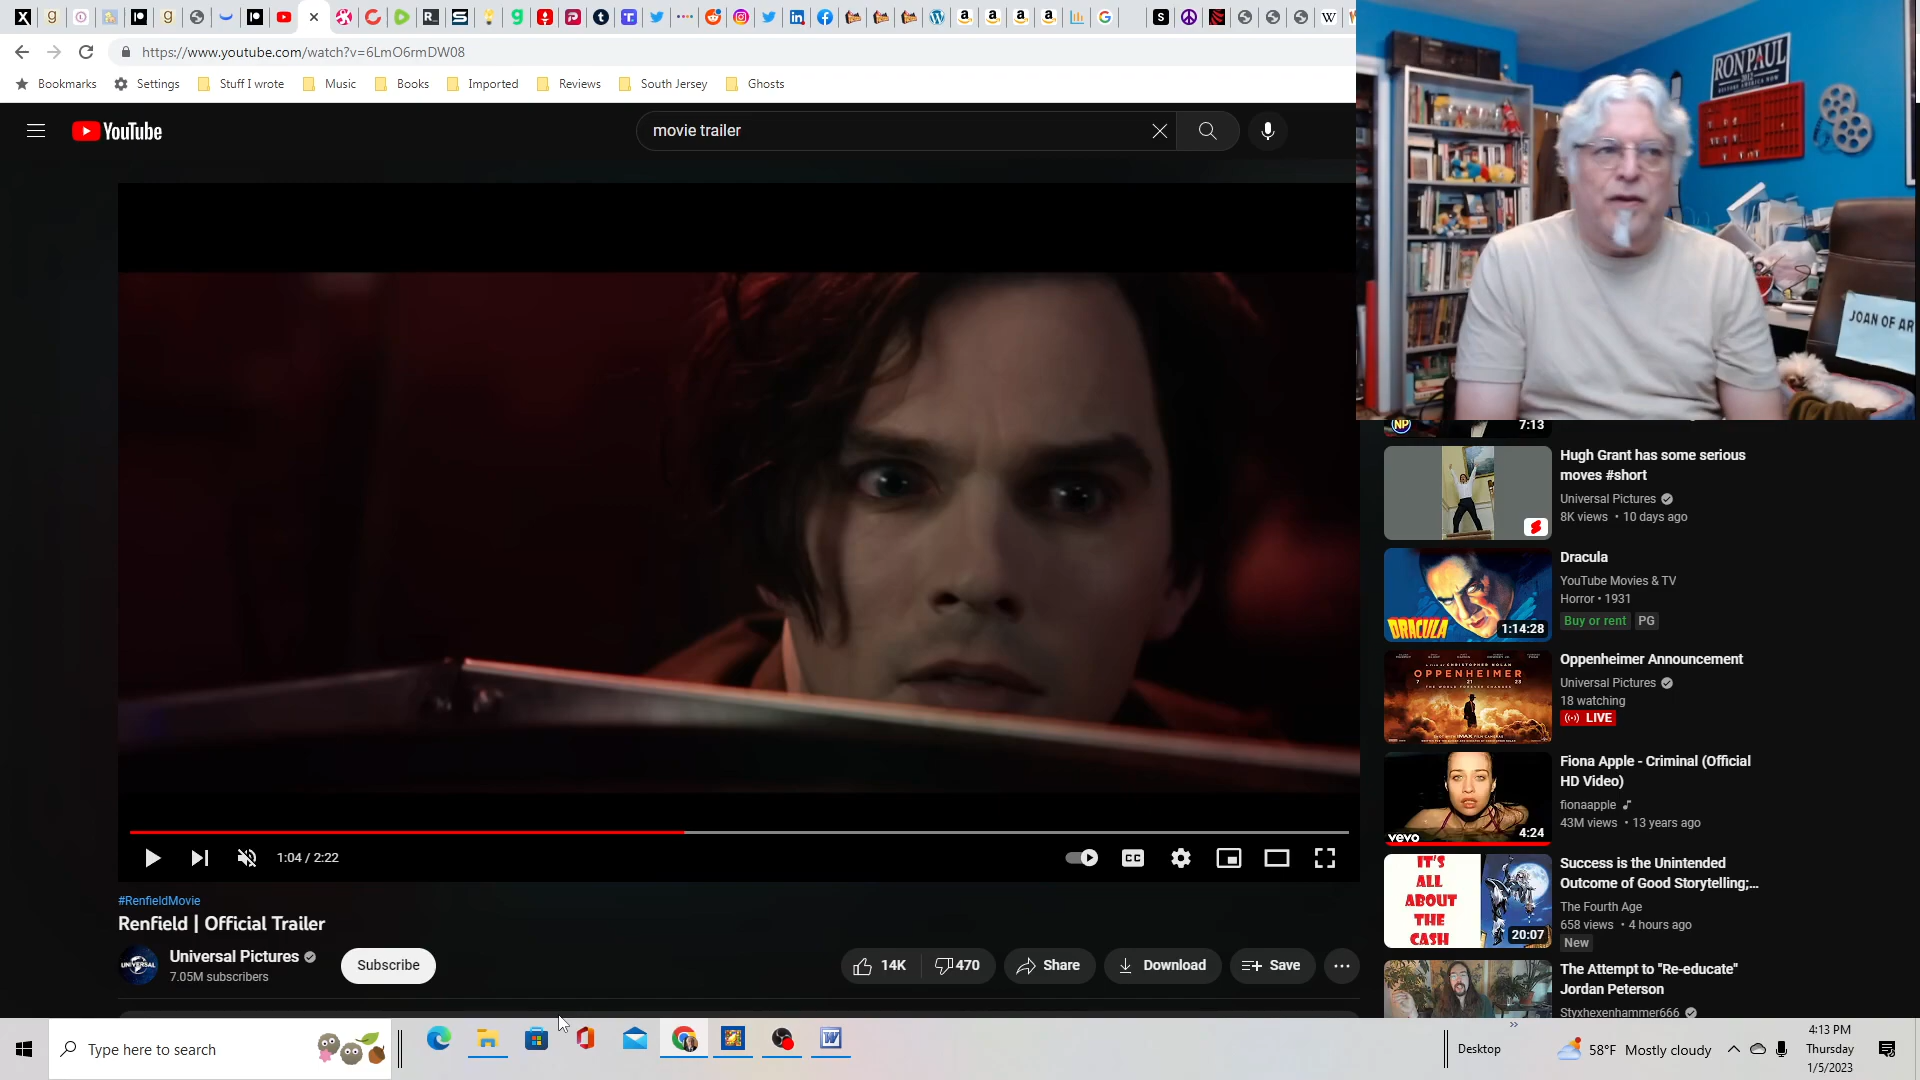 https://www.youtube.com/watch?v=6LmO6rmDW08
Bookmarks
Settings
Stuff I wrote
Music
Books
Imported
Reviews
South Jersey
Ghosts
YouTube
movie trailer
RON PAUL
2012
RESTORE AMERICA NOW
JOAN OF AR
1:04 / 2:22
#RenfieldMovie
Renfield | Official Trailer
UNIVERSAL
Universal Pictures
7.05M subscribers
Subscribe
14K
470
Share
Download
Save
NP
7:13
Hugh Grant has some serious
moves #short
Universal Pictures
8K views • 10 days ago
DRACULA
1:14:28
Dracula
YouTube Movies & TV
Horror • 1931
Buy or rent
PG
OPPENHEIMER
Oppenheimer Announcement
Universal Pictures
18 watching
LIVE
vevo
4:24
Fiona Apple - Criminal (Official
HD Video)
fionaapple
43M views • 13 years ago
IT'S
ALL
ABOUT
THE
CASH
20:07
Success is the Unintended
Outcome of Good Storytelling;...
The Fourth Age
658 views • 4 hours ago
New
The Attempt to "Re-educate"
Jordan Peterson
Styxhexenhammer666
Type here to search
Desktop
58°F Mostly cloudy
4:13 PM
Thursday
1/5/2023